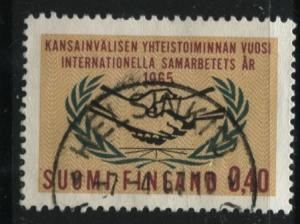 KANSAINVÄLISEN YHTEISTOIMINNAN VUOSI
INTERNATIONELLA SAMARBETETS ÅR
1965
SUOMI-FINLAND 0,40